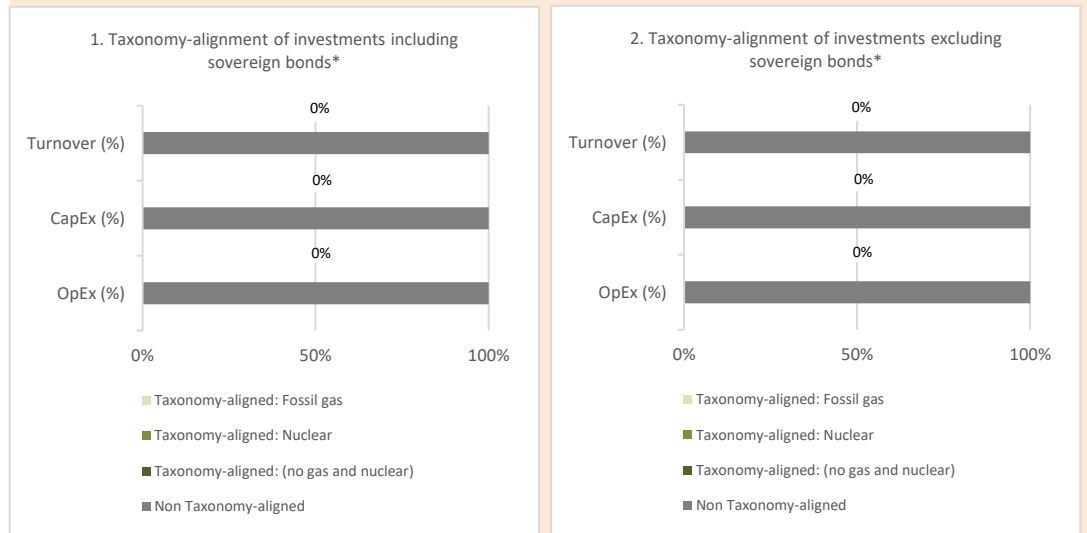 1. Taxonomy-alignment of investments including
sovereign bonds*
0%
Turnover (%)
0%
CapEx (%)
0%
OpEx (%)
0% 50% 100%
Taxonomy-aligned: Fossil gas
Taxonomy-aligned: Nuclear
Taxonomy-aligned: (no gas and nuclear)
Non Taxonomy-aligned
2. Taxonomy-alignment of investments excluding
sovereign bonds*
0%
Turnover (%)
0%
CapEx (%)
0%
OpEx (%)
0% 50% 100%
Taxonomy-aligned: Fossil gas
Taxonomy-aligned: Nuclear
Taxonomy-aligned: (no gas and nuclear)
Non Taxonomy-aligned